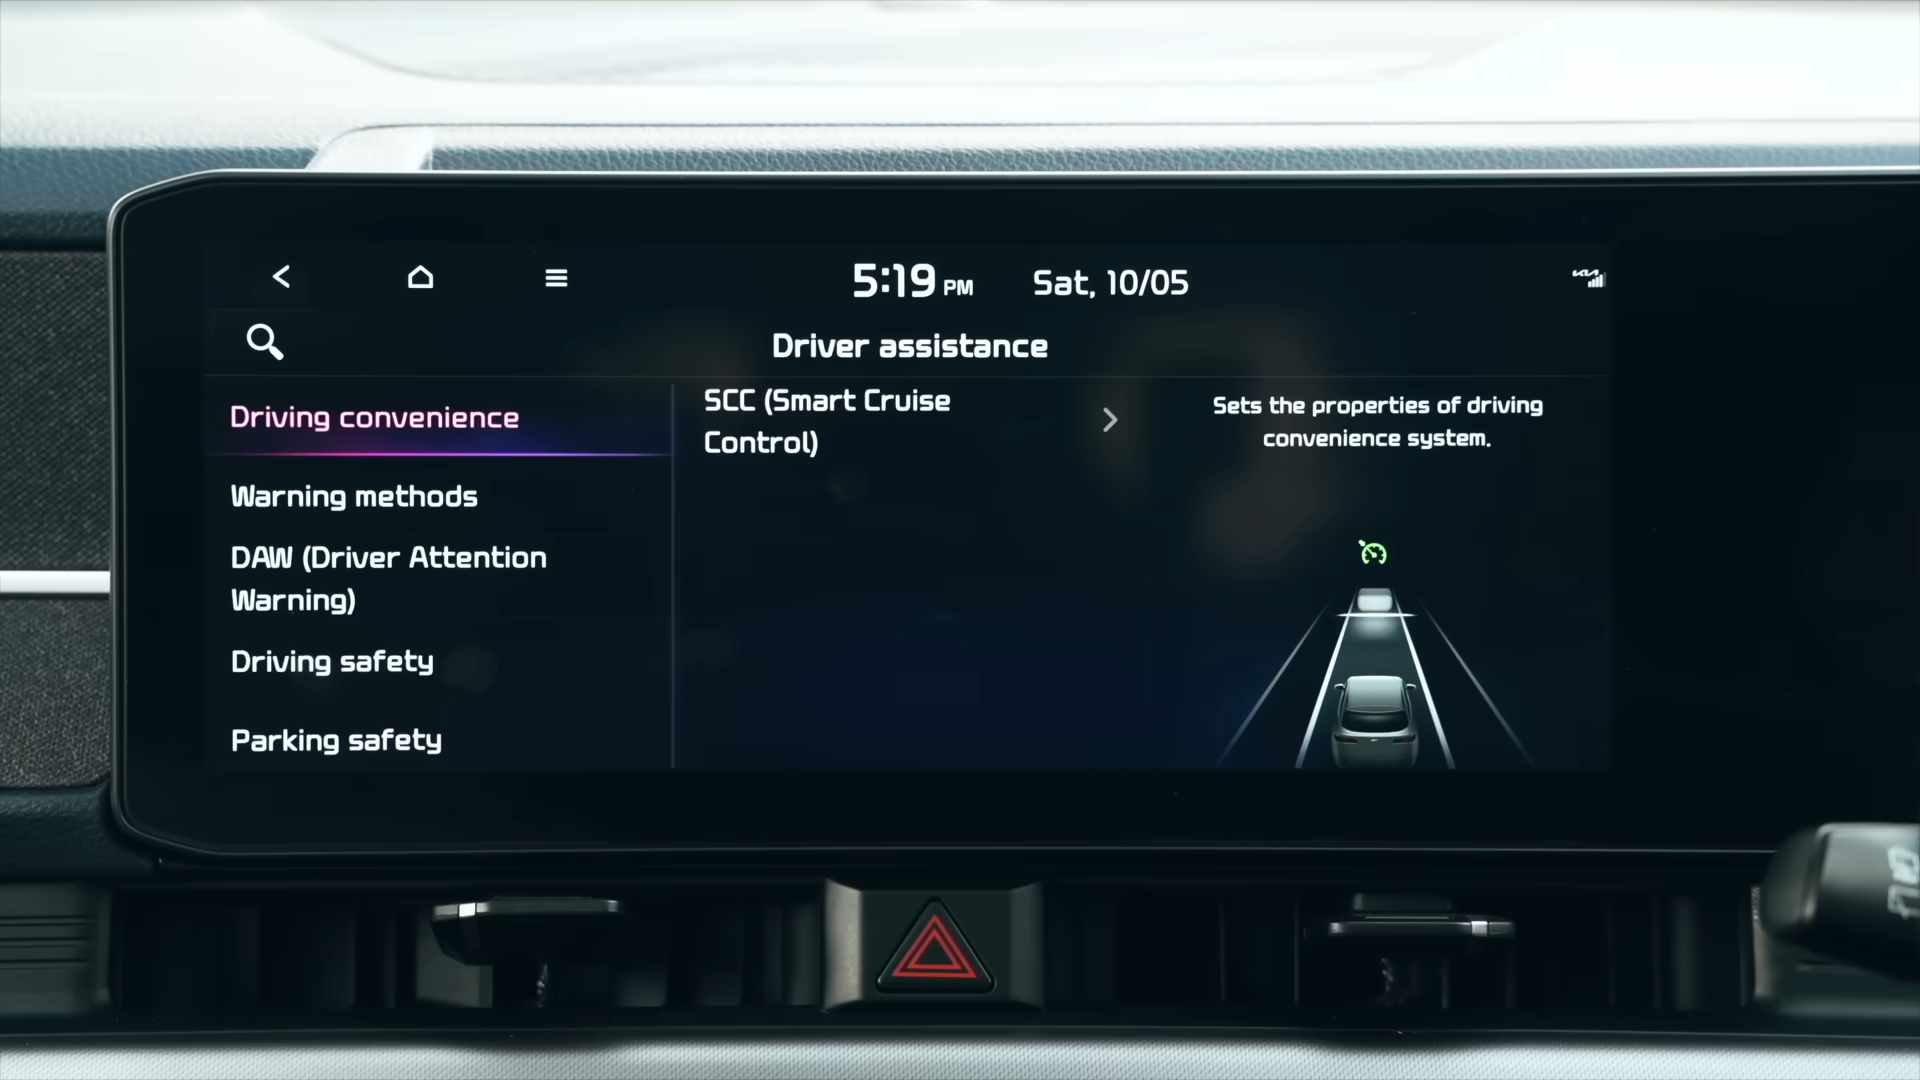 5:19 PM Sat, 10/05
KIA
Driver assistance
Driving convenience
Warning methods
DAW (Driver Attention
Warning)
Driving safety
Parking safety
SCC (Smart Cruise
Control)
Sets the properties of driving
convenience system.